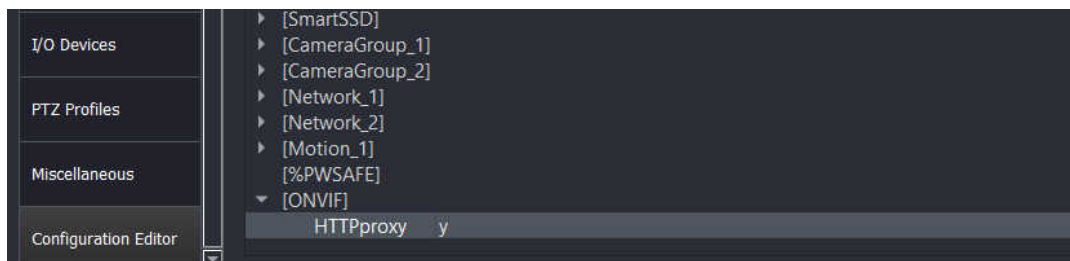 I/O Devices
PTZ Profiles
Miscellaneous
Configuration Editor
[SmartSSD]
[CameraGroup_1]
[CameraGroup_2]
[Network_1]
[Network_2]
[Motion_1]
[%PWSAFE]
[ONVIF]
HTTPproxy y